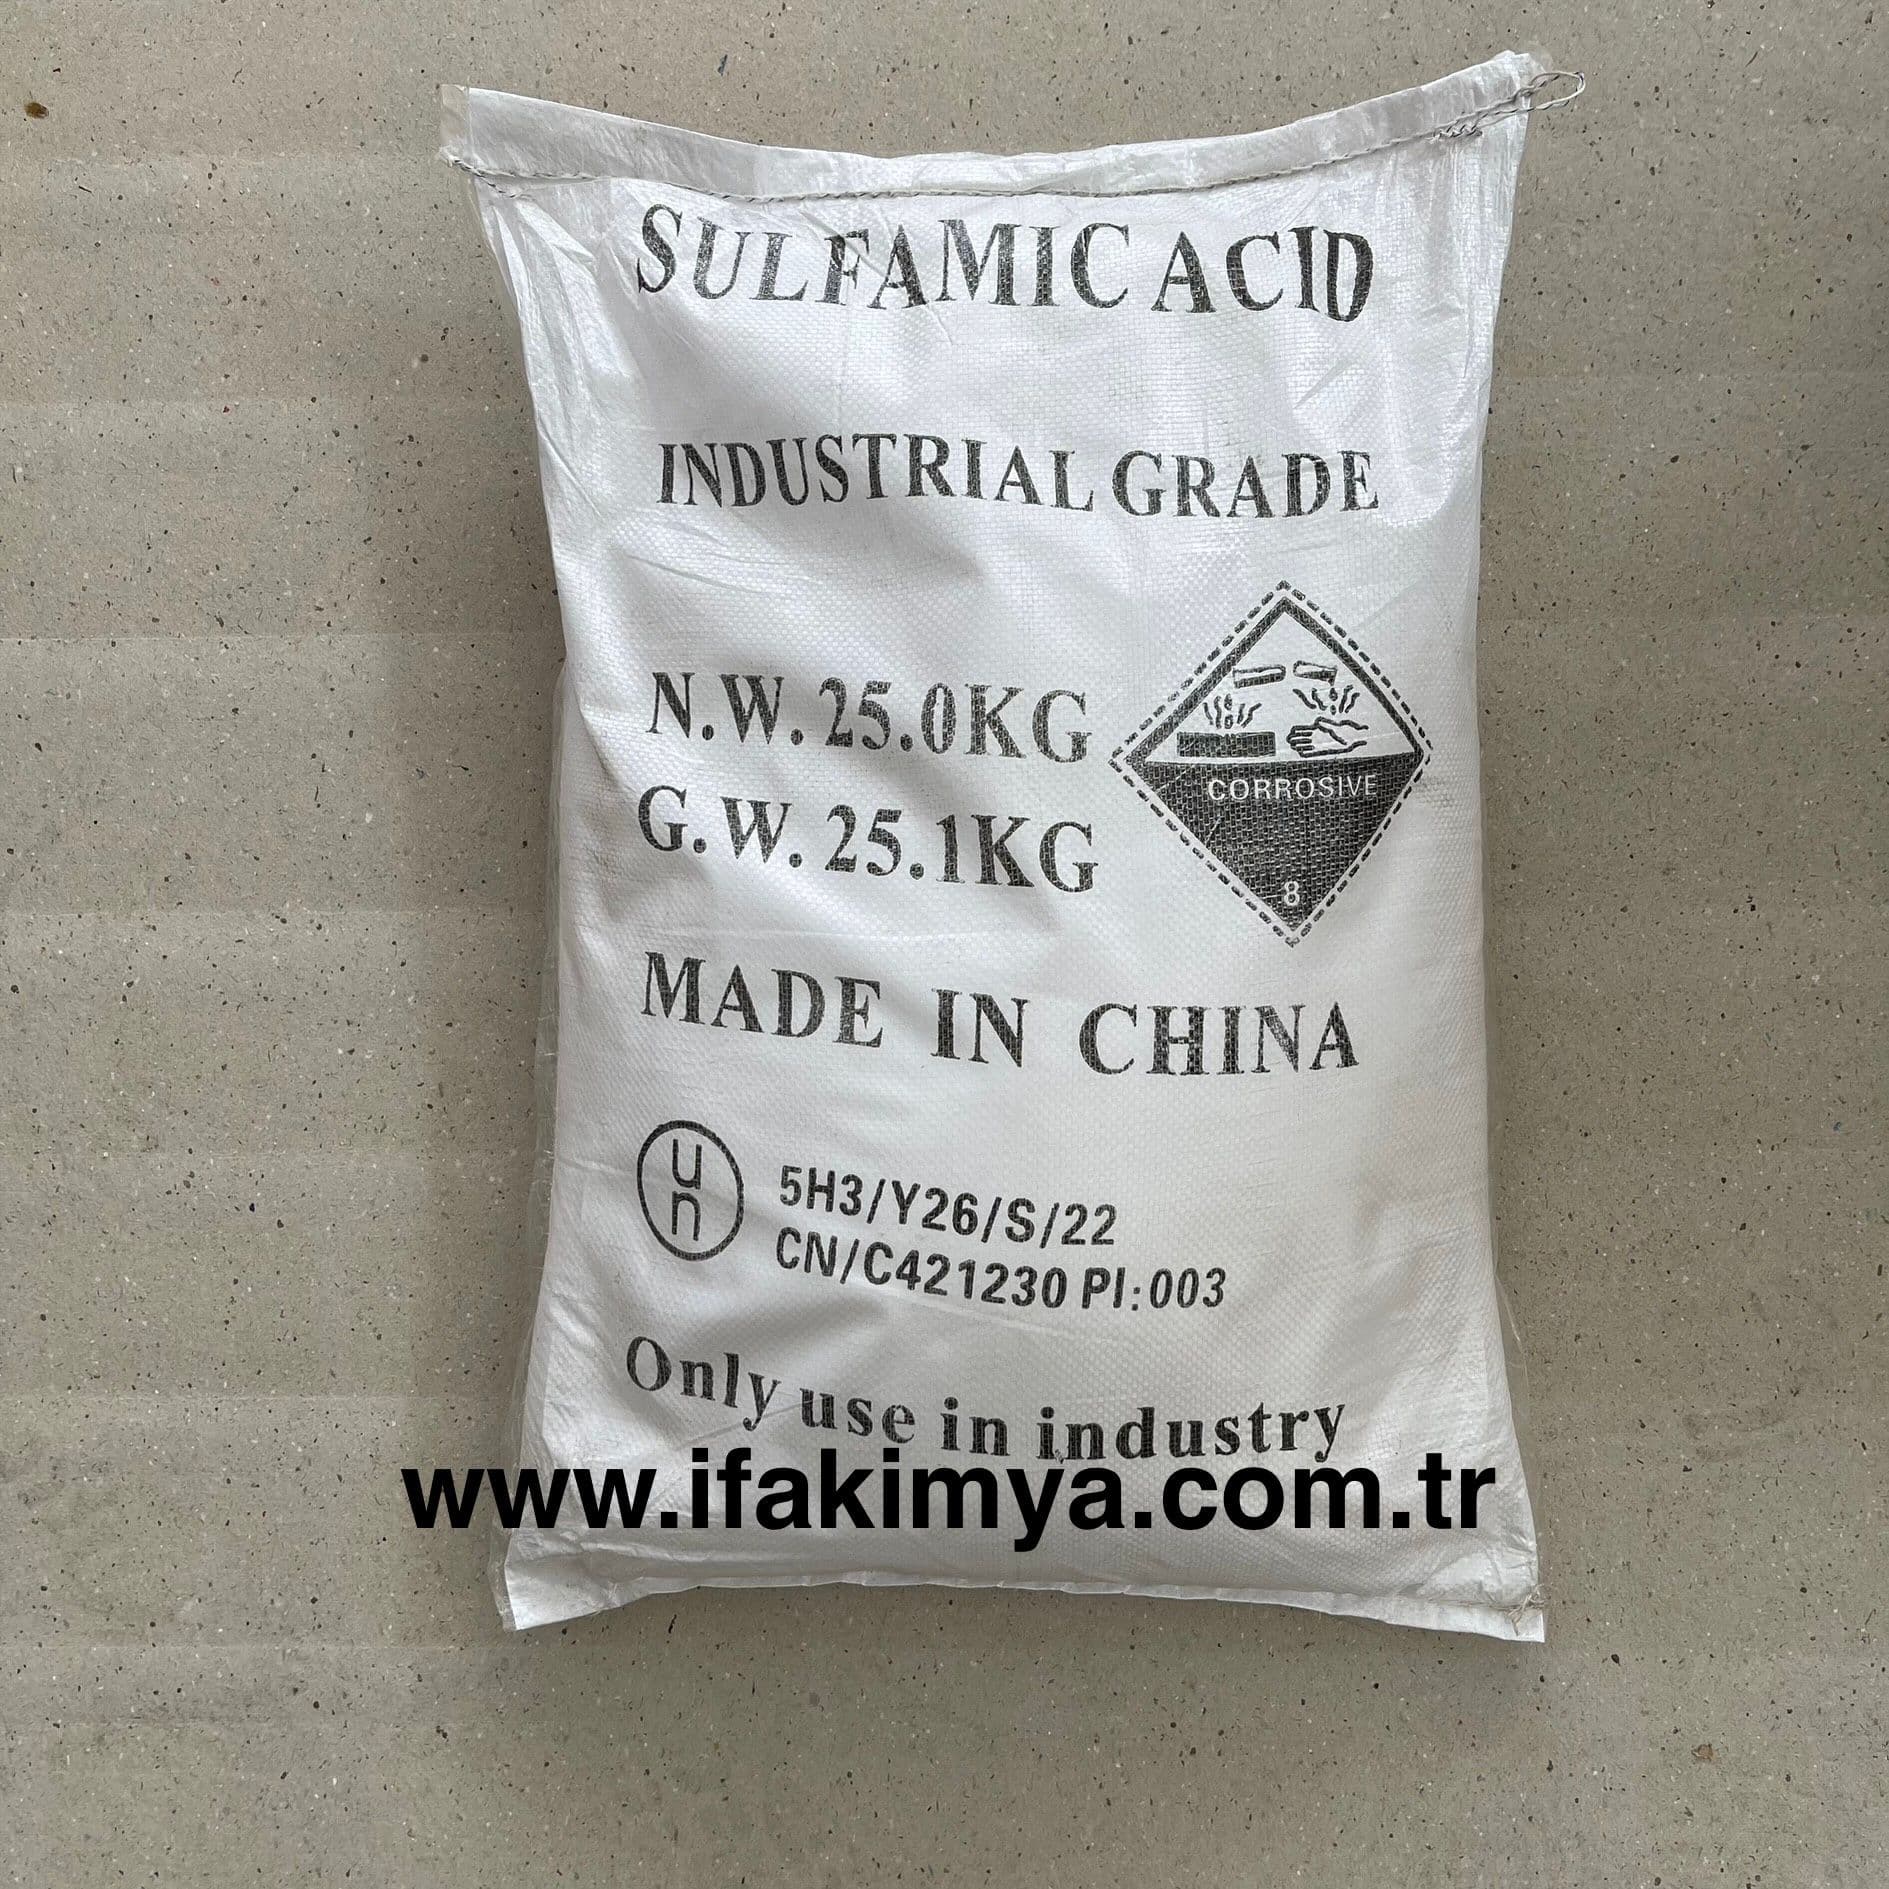 SULFAMIC ACID
INDUSTRIAL GRADE
N.W. 25.0KG
G.W. 25.1KG
CORROSIVE
8
MADE IN CHINA
un
5H3/Y26/S/22
CN/C421230 PI:003
Only use in industry
www.ifakimya.com.tr